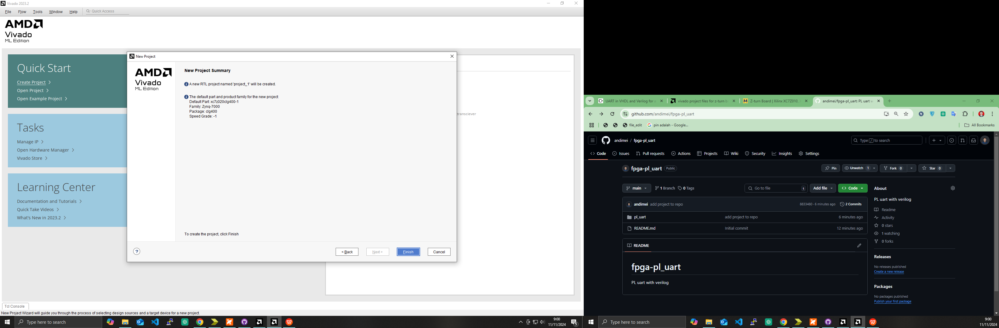 Vivado 2023.2
File Flow Tools Window Help Quick Access
AMD
Vivado
ML Edition
Quick Start
Create Project
Open Project
Open Example Project
Tasks
Manage IP
Open Hardware Manager
Vivado Store
Learning Center
Documentation and Tutorials
Quick Take Videos
What's New in 2023.2
transciever
New Project
AMD
Vivado
ML Edition
New Project Summary
A new RTL project named 'project_1' will be created.
The default part and product family for the new project:
Default Part: xc7z020clg400-1
Family: Zynq-7000
Package: clg400
Speed Grade: -1
To create the project, click Finish
< Back Next > Finish Cancel
Tcl Console
New Project Wizard will guide you through the process of selecting design sources and a target device for a new project.
Type here to search
9:00
11/11/2024
5
UART in VHDL and Verilog for vivado project files for z-turn Z-turn Board | Xilinx XC7Z010, andimei/fpga-pl_uart: PL uart
github.com/andimei/fpga-pl_uart
file_edit pin adalah - Google... All Bookmarks
andimei / fpga-pl_uart Type / to search
Code Issues Pull requests Actions Projects Wiki Security Insights Settings
fpga-pl_uart Public Pin Unwatch 1 Fork 0 Star 0
main 1 Branch 0 Tags Go to file t Add file Code
andimei add project to repo 8833480 · 6 minutes ago 2 Commits
pl_uart add project to repo 6 minutes ago
README.md Initial commit 12 minutes ago
README
fpga-pl_uart
PL uart with verilog
About
PL uart with verilog
Readme
Activity
0 stars
1 watching
0 forks
Releases
No releases published
Create a new release
Packages
No packages published
Publish your first package
Type here to search
9:00
11/11/2024